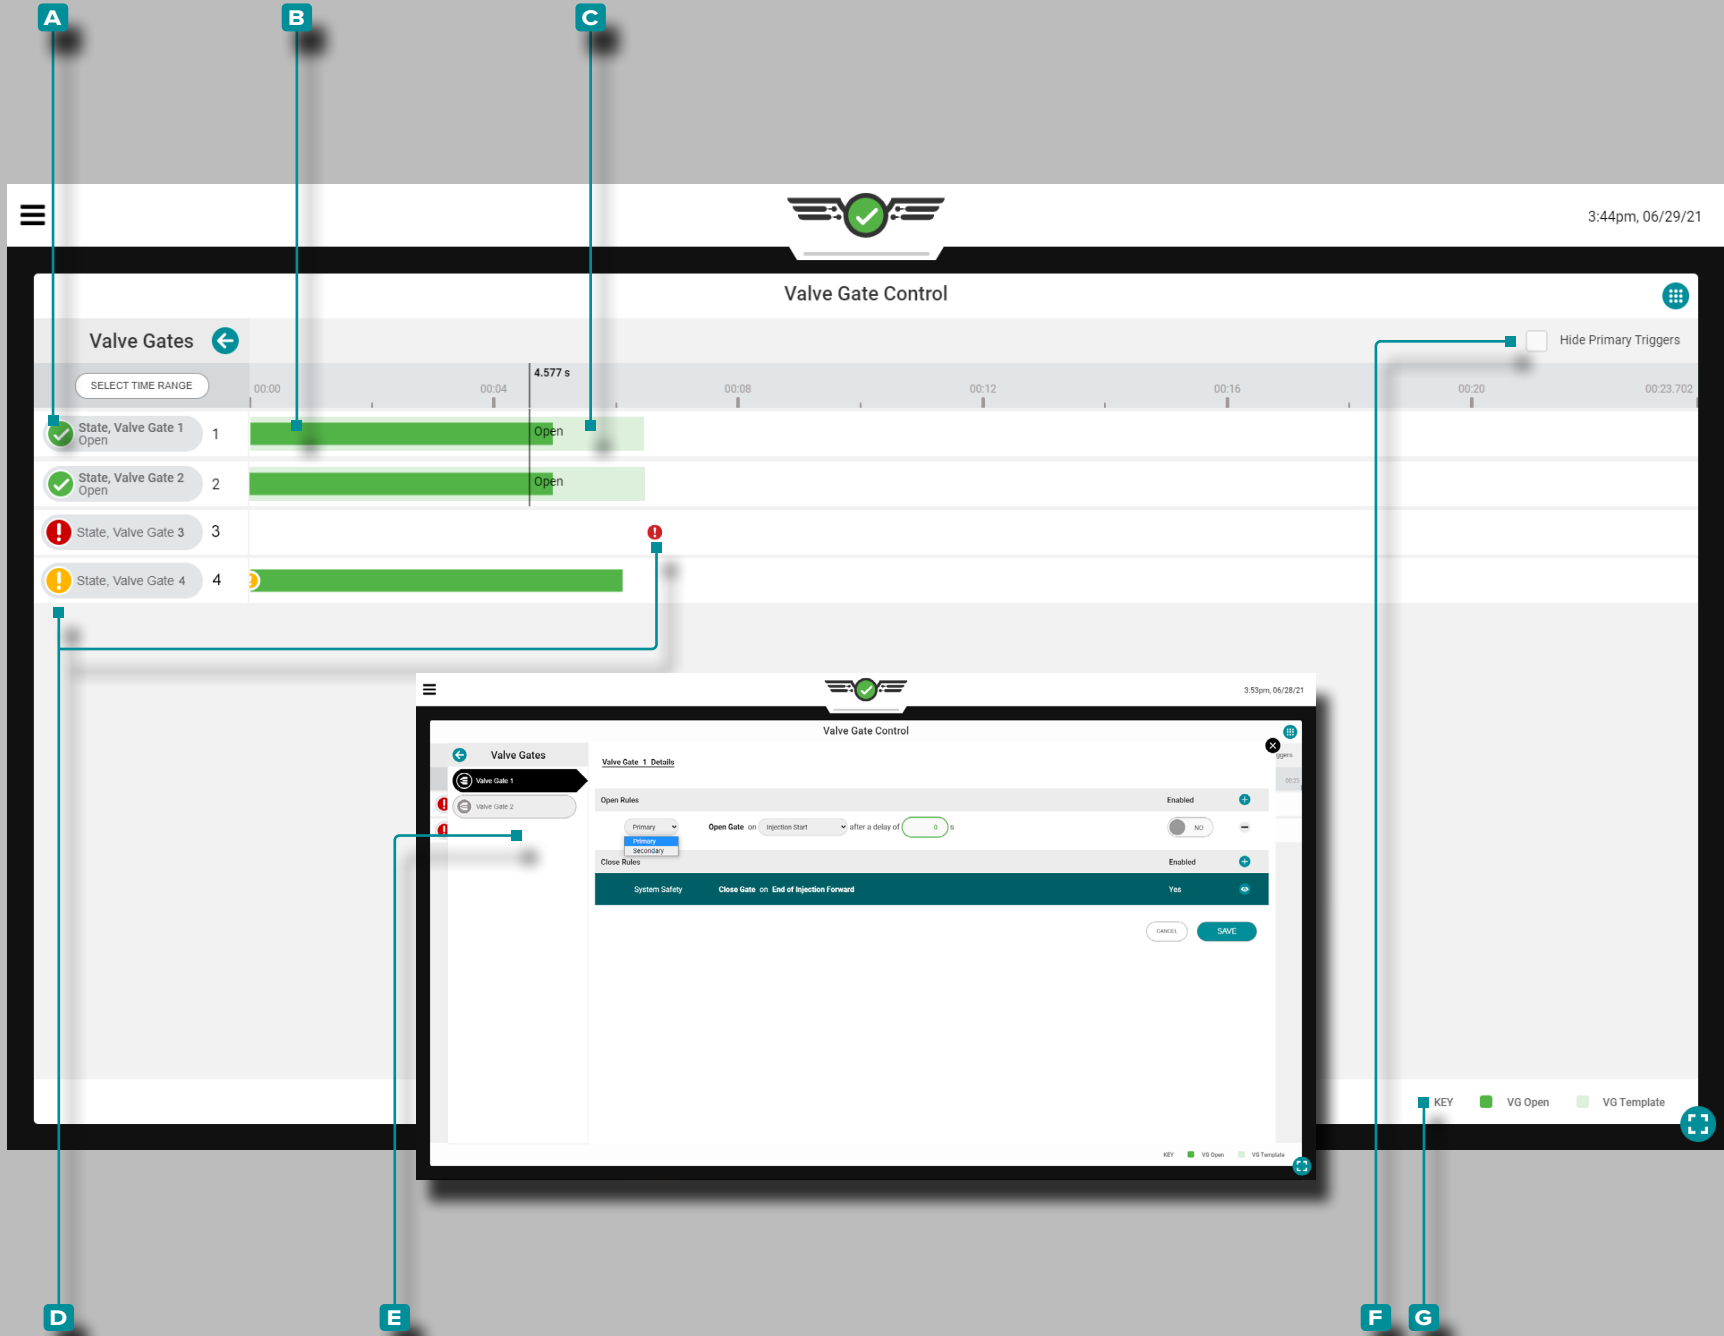 A B C
3:44pm, 06/29/21
Valve Gate Control
Valve Gates
Hide Primary Triggers
SELECT TIME RANGE
4.577 s
00:00 00:04 00:08 00:12 00:16 00:20 00:23.702
State, Valve Gate 1
Open
1
Open
State, Valve Gate 2
Open
2
Open
State, Valve Gate 3
3
State, Valve Gate 4
4
3:53pm, 06/28/21
Valve Gate Control
Valve Gates
Valve Gate 1 Details
ggers
Valve Gate 1
00:23
Open Rules Enabled
Valve Gate 2
Primary Open Gate on Injection Start after a delay of 0 s NO
Primary
Secondary
Close Rules Enabled
System Safety Close Gate on End of Injection Forward Yes
CANCEL SAVE
KEY VG Open VG Template
KEY VG Open VG Template
D E F G